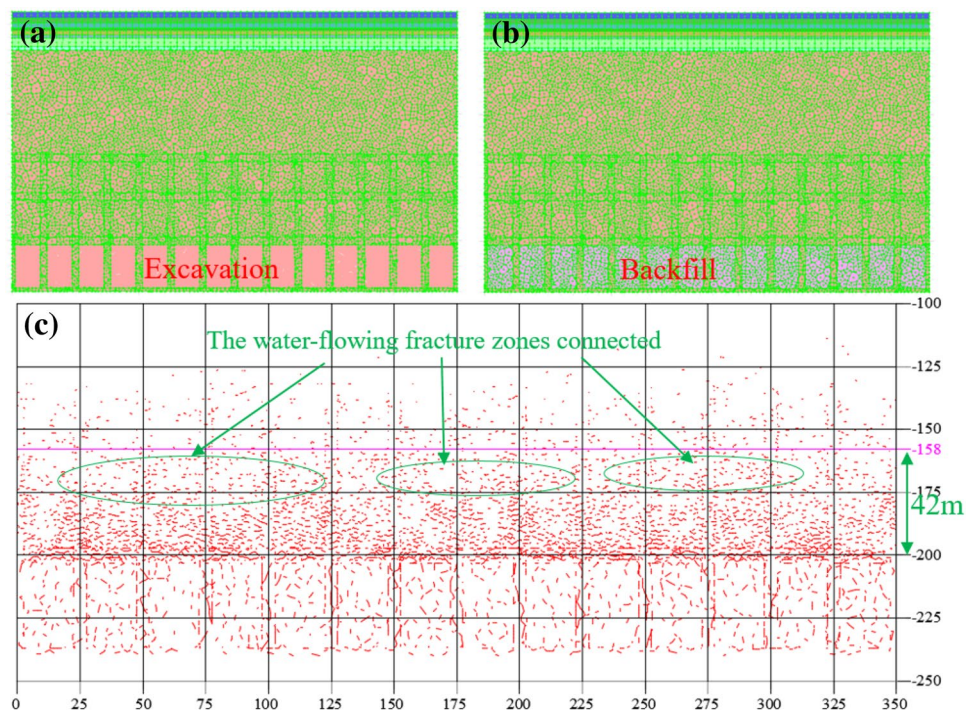 (a)
(b)
Excavation
Backfill
(c)
The water-flowing fracture zones connected
-100
-125
-150
-158
-175
42m
-200
-225
-250
0 25 50 75 100 125 150 175 200 225 250 275 300 325 350